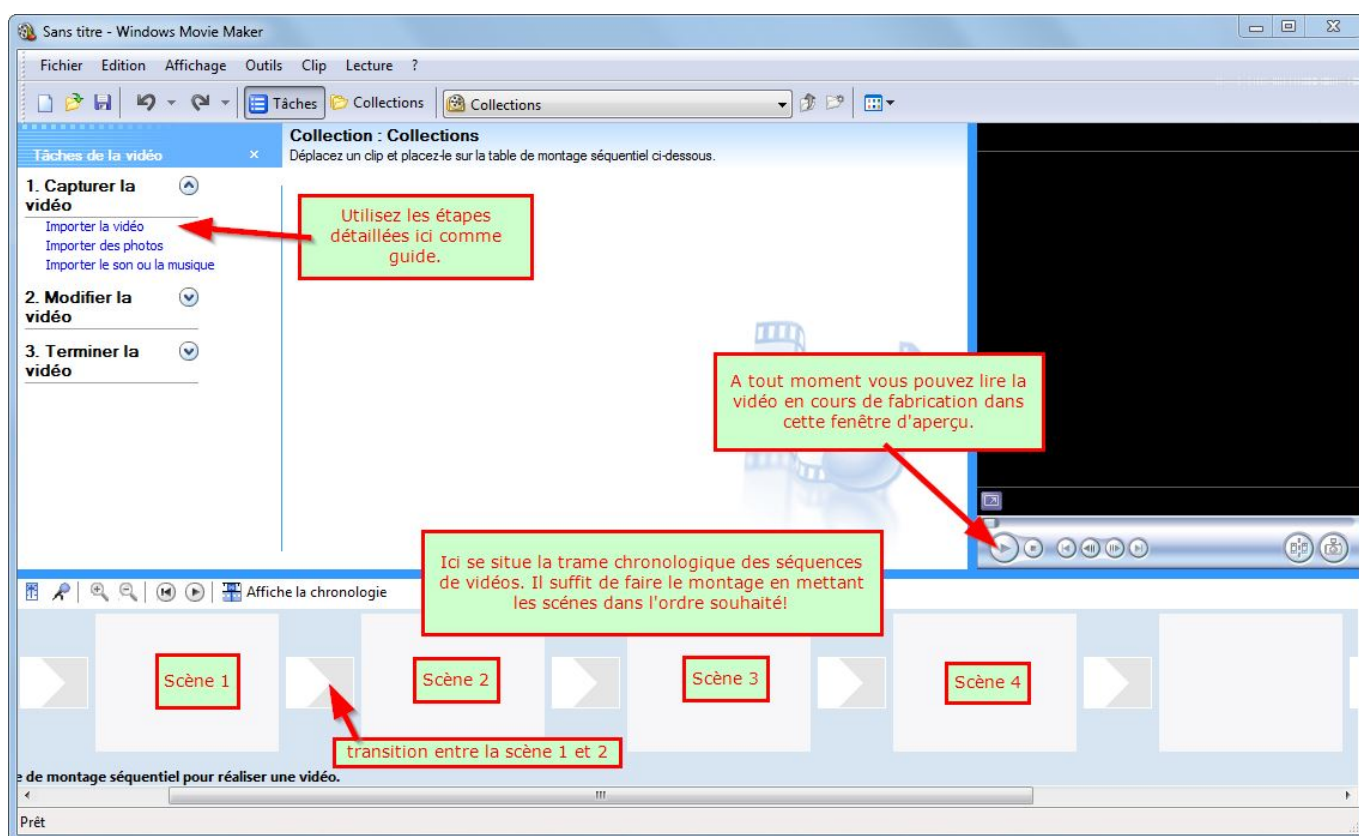 Sans titre - Windows Movie Maker
Fichier Edition Affichage Outils Clip Lecture ?
Tâches Collections Collections
Tâches de la vidéo
Collection : Collections
Déplacez un clip et placez-le sur la table de montage séquentiel ci-dessous.
1. Capturer la
vidéo
Importer la vidéo
Importer des photos
Importer le son ou la musique
2. Modifier la
vidéo
3. Terminer la
vidéo
Utilisez les étapes
détaillées ici comme
guide.
A tout moment vous pouvez lire la
vidéo en cours de fabrication dans
cette fenêtre d'aperçu.
Ici se situe la trame chronologique des séquences
de vidéos. Il suffit de faire le montage en mettant
les scénes dans l'ordre souhaité!
Affiche la chronologie
Scène 1
Scène 2
Scène 3
Scène 4
transition entre la scène 1 et 2
e de montage séquentiel pour réaliser une vidéo.
Prêt